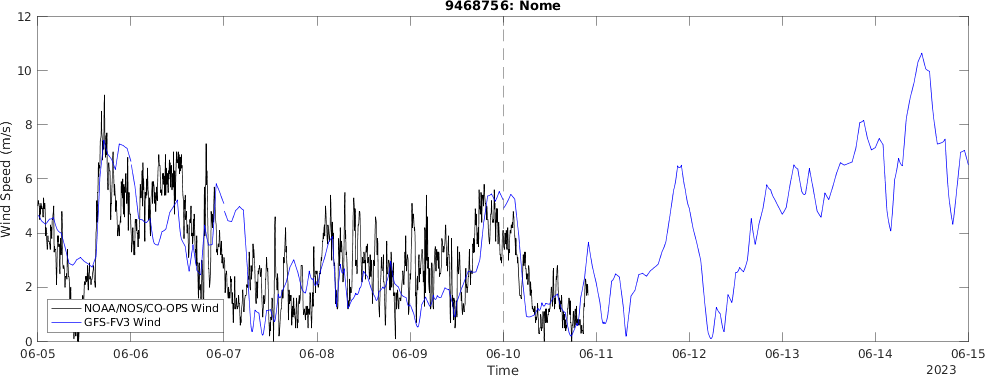 9468756: Nome
12
10
8
6
4
2
0
Wind Speed (m/s)
NOAA/NOS/CO-OPS Wind
GFS-FV3 Wind
06-05 06-06 06-07 06-08 06-09 06-10 06-11 06-12 06-13 06-14 06-15
Time
2023